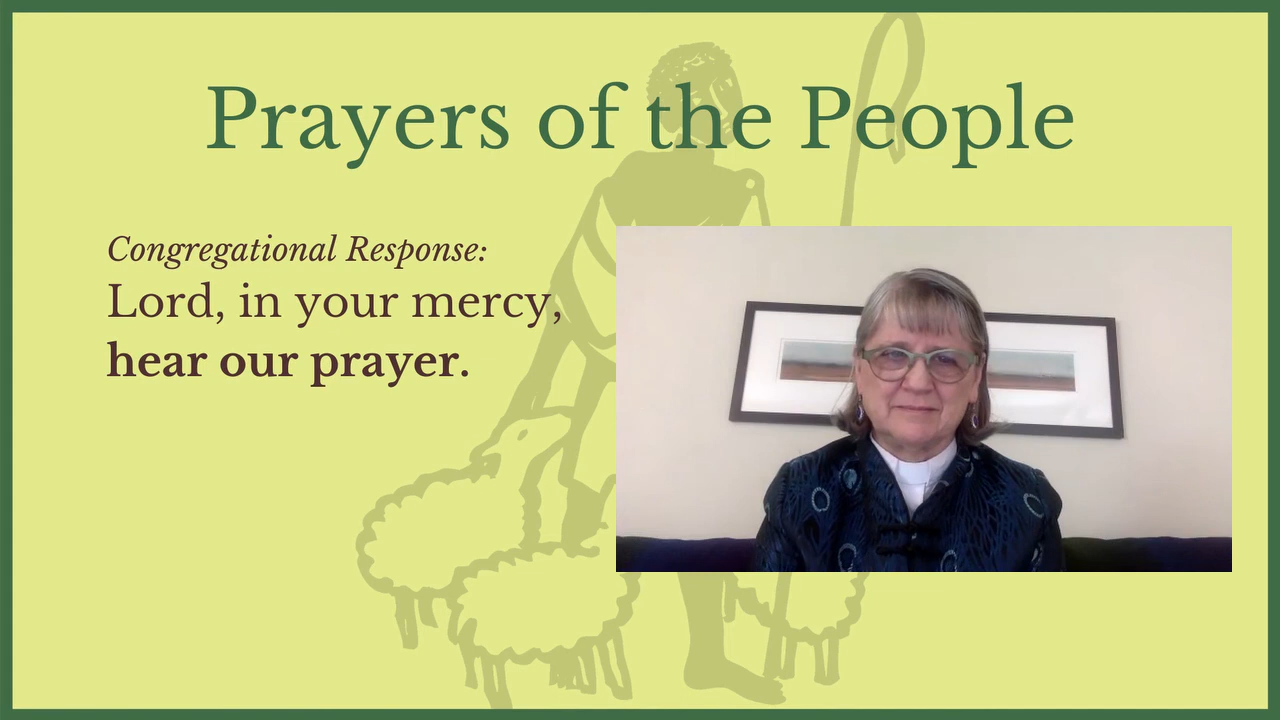 Prayers of the People
Congregational Response:
Lord, in your mercy,
hear our prayer.